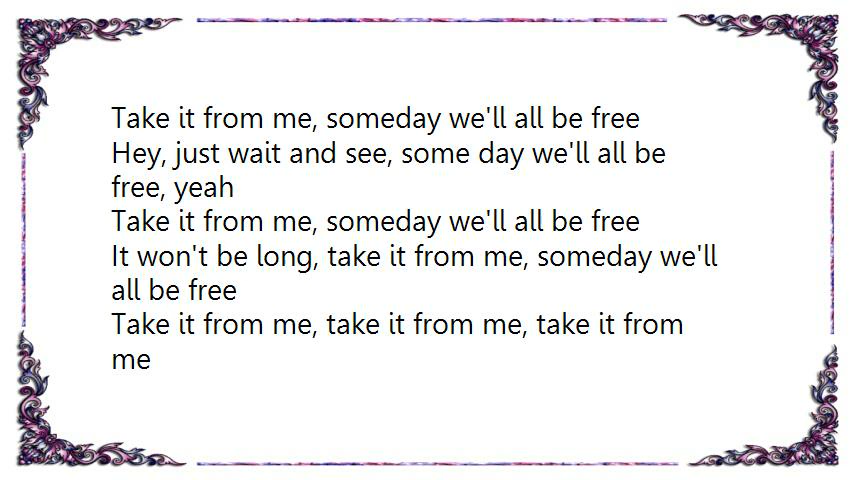 Take it from me, someday we'll all be free
Hey, just wait and see, some day we'll all be
free, yeah
Take it from me, someday we'll all be free
It won't be long, take it from me, someday we'll
all be free
Take it from me, take it from me, take it from
me